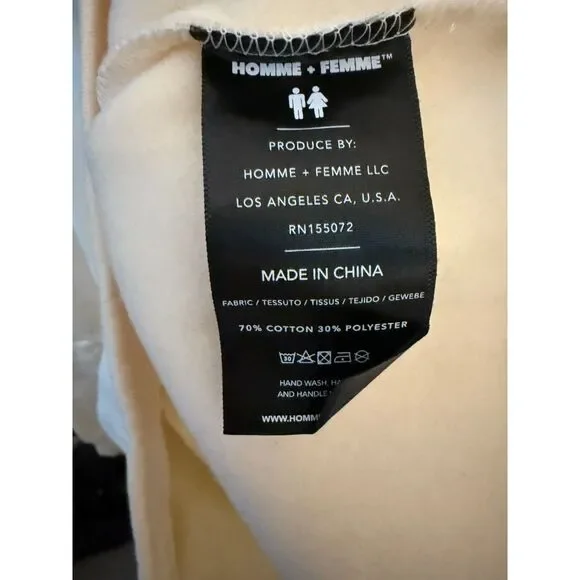 HOMME + FEMME™
PRODUCE BY:
HOMME + FEMME LLC
LOS ANGELES CA, U.S.A.
RN155072
MADE IN CHINA
FABRIC / TESSUTO / TISSUS / TEJIDO / GEWEBE
70% COTTON 30% POLYESTER
30
HAND WASH,
AND HANDLE
WWW.HOMM